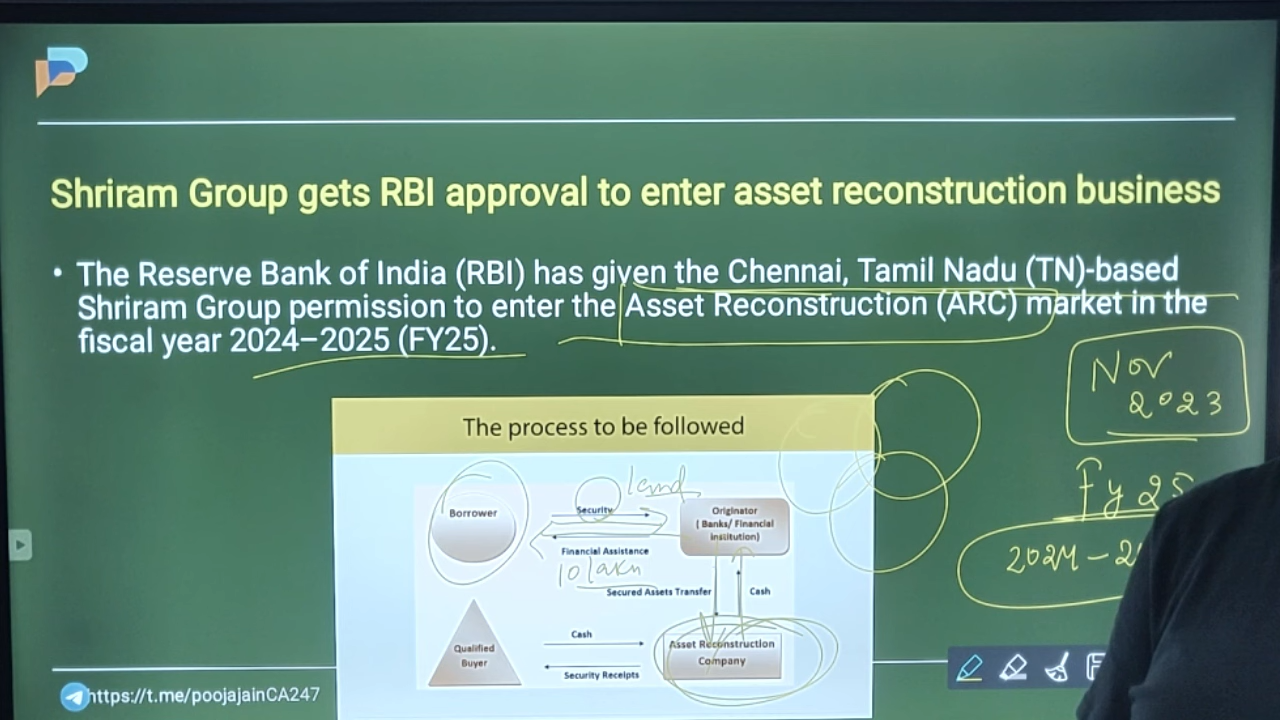 Shriram Group gets RBI approval to enter asset reconstruction business
• The Reserve Bank of India (RBI) has given the Chennai, Tamil Nadu (TN)-based
Shriram Group permission to enter the Asset Reconstruction (ARC) market in the
fiscal year 2024–2025 (FY25).
Nov
2023
Fy 25
2024-2
The process to be followed
land
Borrower
Security
Originator
( Banks/ Financial
institution)
Financial Assistance
10 lakh
Secured Assets Transfer
Cash
Qualified
Buyer
Cash
Security Receipts
Asset Reconstruction
Company
https://t.me/poojajainCA247